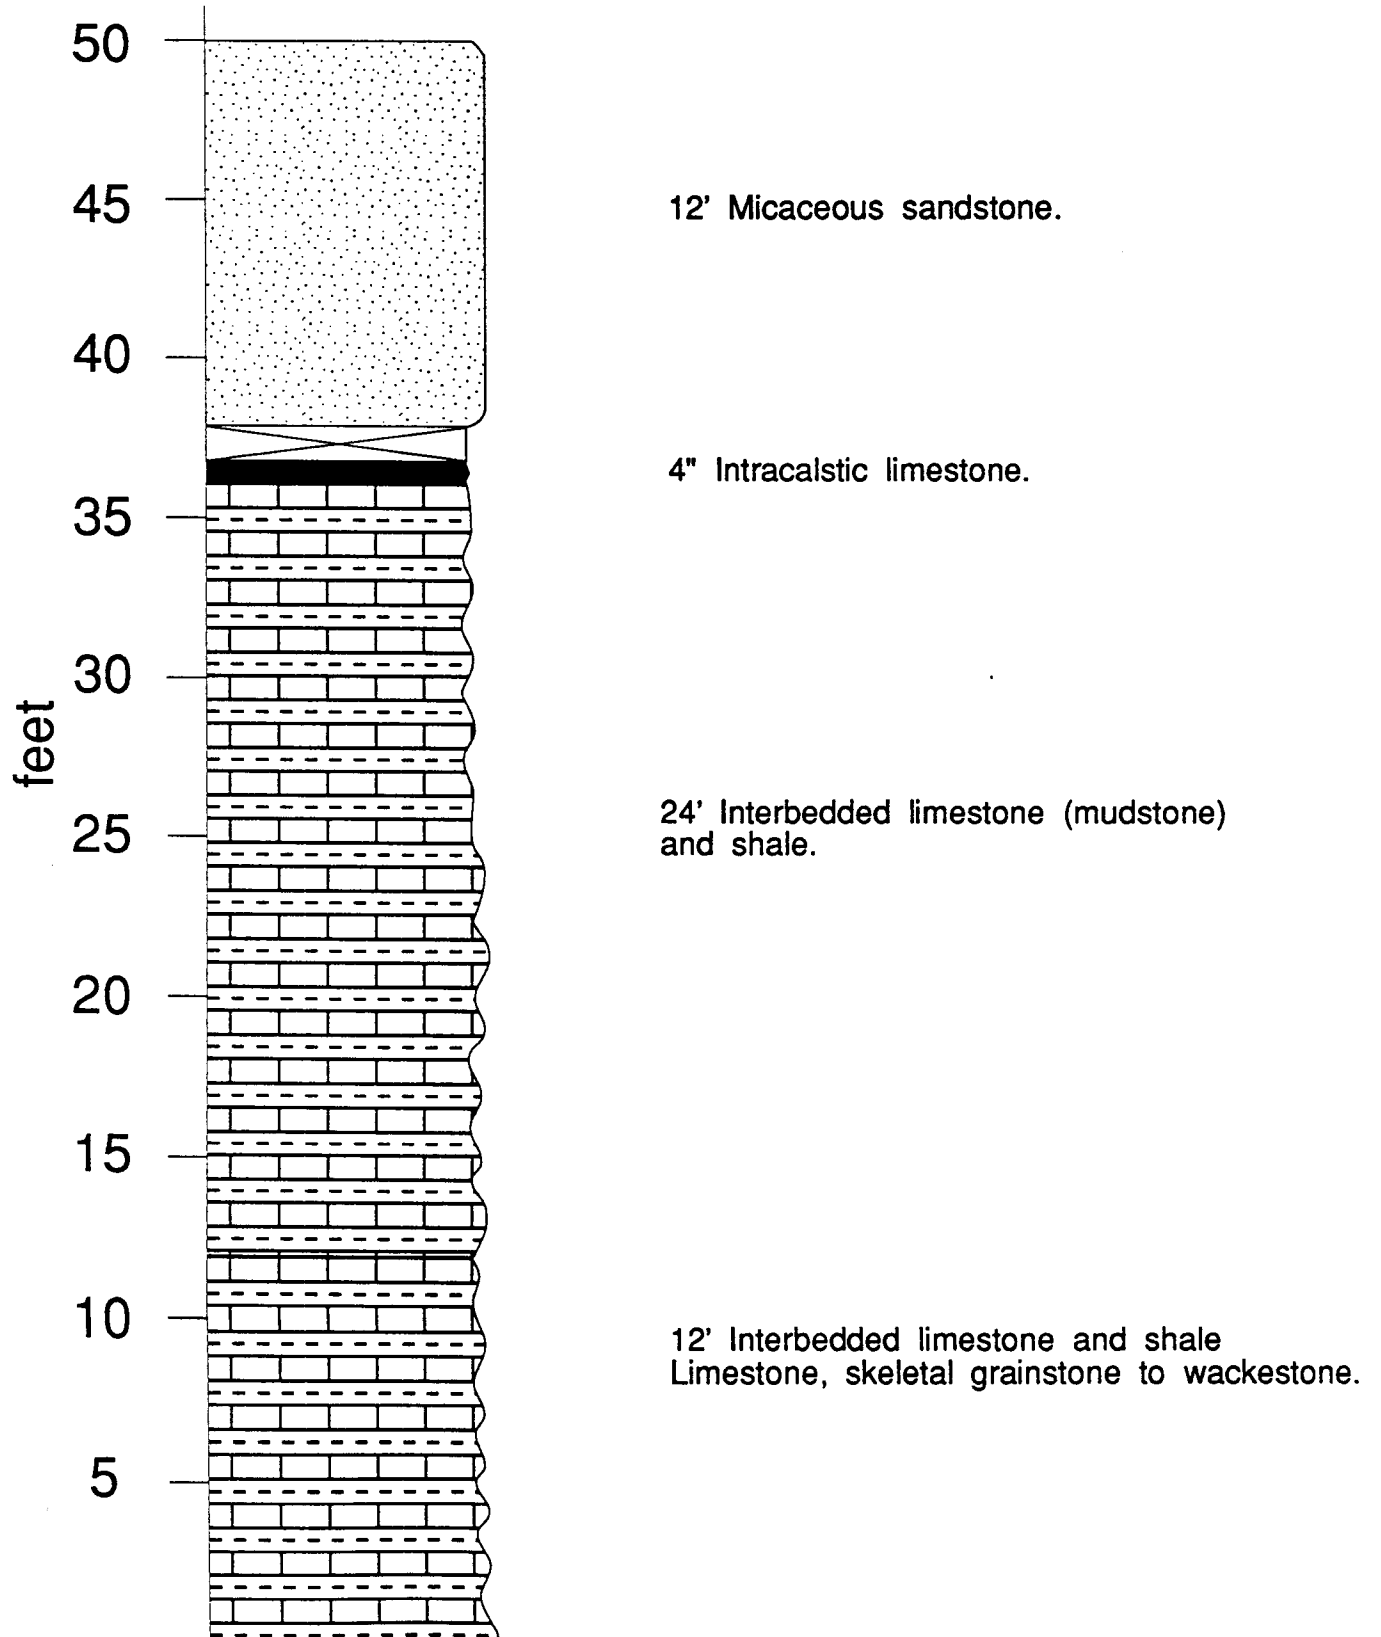 50
45
12' Micaceous sandstone.
40
4" Intracalstic limestone.
35
30
feet
24' Interbedded limestone (mudstone)
and shale.
25
20
15
10
12' Interbedded limestone and shale
Limestone, skeletal grainstone to wackestone.
5